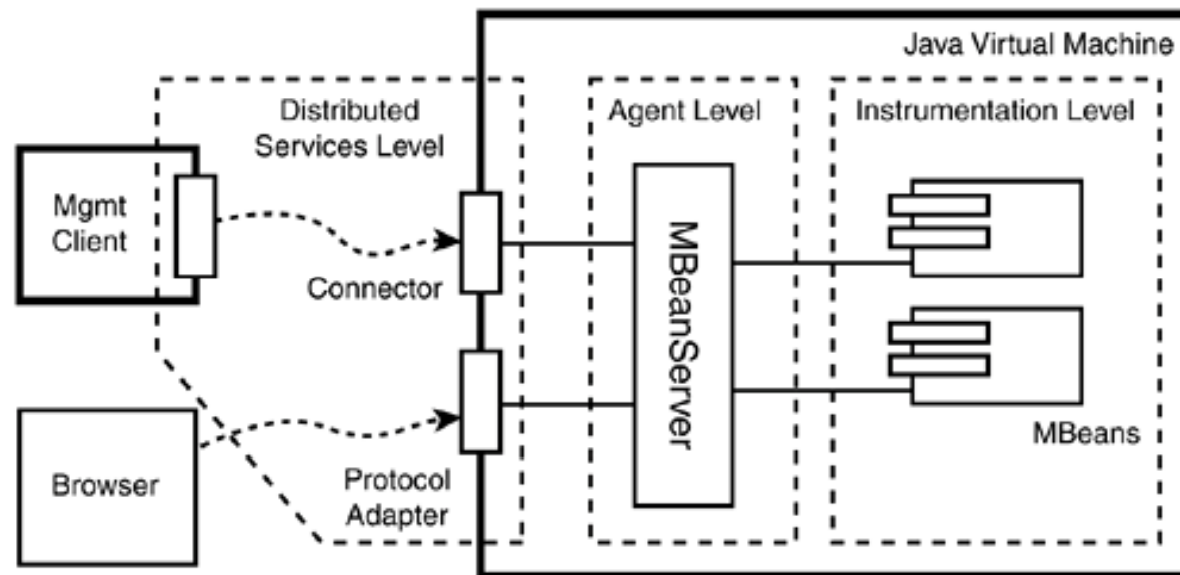 Java Virtual Machine
Distributed
Services Level
Agent Level
Instrumentation Level
Mgmt
Client
Connector
MBeanServer
MBeans
Browser
Protocol
Adapter